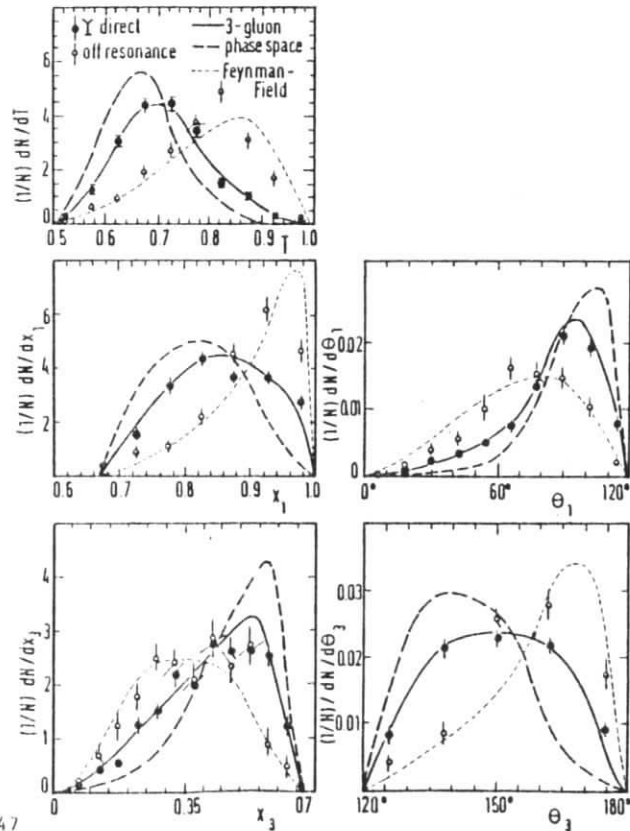 ϒ direct
off resonance
3-gluon
phase space
Feynman-
Field
(1/N) dN/dT
6
4
2
0
0.5 0.6 0.7 0.8 0.9 1.0
T
(1/N) dN/dx₁
6
4
2
0.6 0.7 0.8 0.9 1.0
x₁
(1/N) dN/dθ₁
0.02
0.01
0
0° 60° 120°
θ₁
(1/N) dN/dx₃
4
3
2
1
0
0 0.35 0.7
x₃
(1/N)/dN/dθ₃
0.03
0.02
0.01
120° 150° 180°
θ₃
47